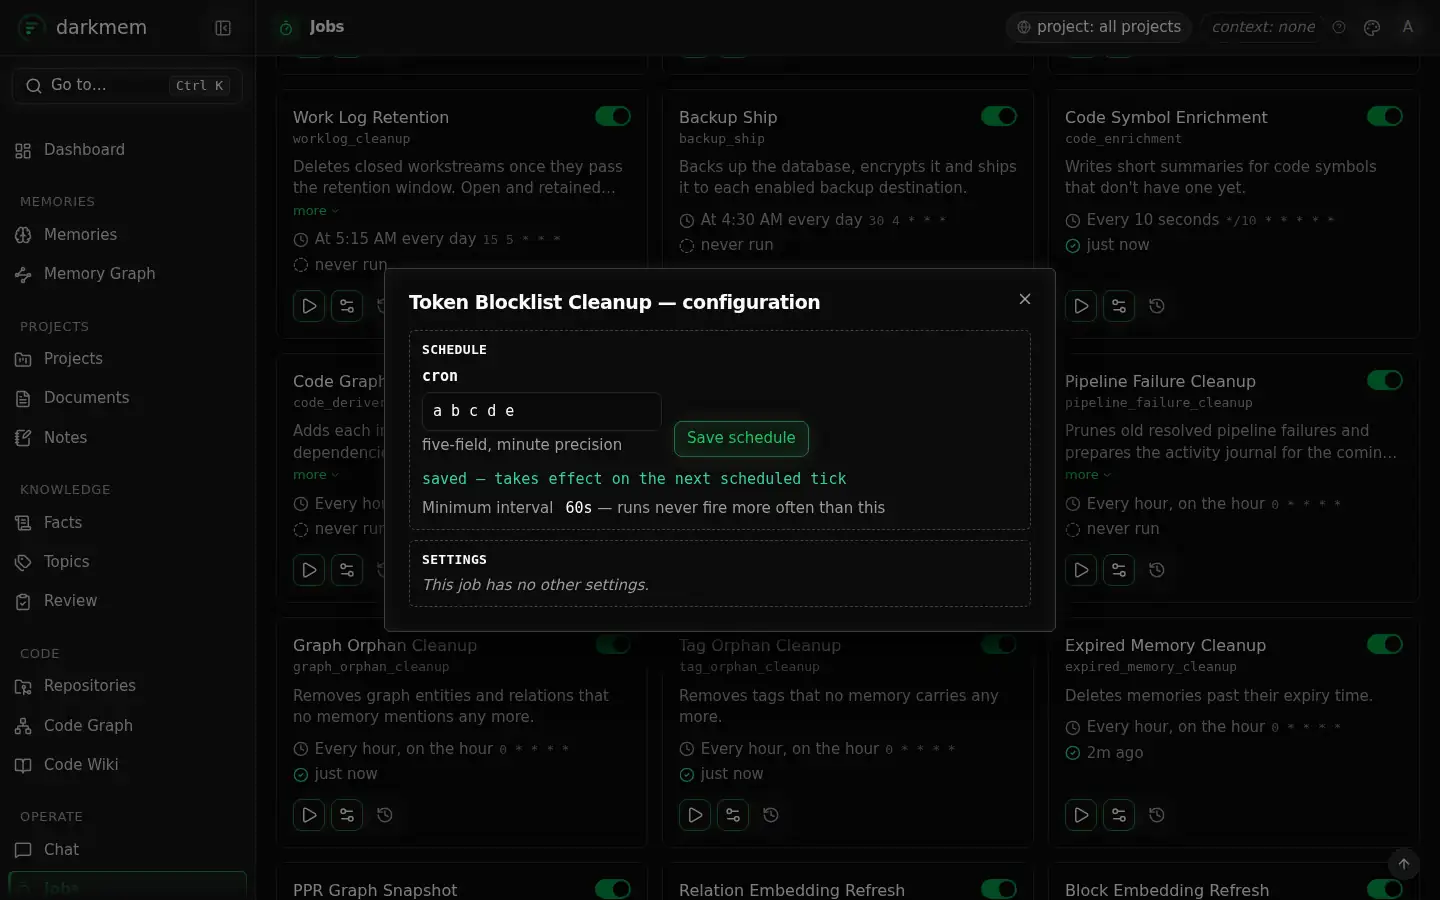 darkmem
Jobs
project: all projects
context: none
A
Go to...
Ctrl K
Dashboard
MEMORIES
Memories
Memory Graph
PROJECTS
Projects
Documents
Notes
KNOWLEDGE
Facts
Topics
Review
CODE
Repositories
Code Graph
Code Wiki
OPERATE
Chat
Jobs
Work Log Retention
worklog_cleanup
Deletes closed workstreams once they pass
the retention window. Open and retained...
more
At 5:15 AM every day 15 5 * * *
never run
Backup Ship
backup_ship
Backs up the database, encrypts it and ships
it to each enabled backup destination.
At 4:30 AM every day 30 4 * * *
never run
Code Symbol Enrichment
code_enrichment
Writes short summaries for code symbols
that don't have one yet.
Every 10 seconds */10 * * * * *
just now
Token Blocklist Cleanup — configuration
SCHEDULE
cron
a b c d e
five-field, minute precision
Save schedule
saved — takes effect on the next scheduled tick
Minimum interval 60s — runs never fire more often than this
SETTINGS
This job has no other settings.
Code Graph
Adds each
more
Every
never
Pipeline Failure Cleanup
pipeline_failure_cleanup
Prunes old resolved pipeline failures and
prepares the activity journal for the comin...
more
Every hour, on the hour 0 * * * *
never run
Graph Orphan Cleanup
graph_orphan_cleanup
Removes graph entities and relations that
no memory mentions any more.
Every hour, on the hour 0 * * * *
just now
Tag Orphan Cleanup
tag_orphan_cleanup
Removes tags that no memory carries any
more.
Every hour, on the hour 0 * * * *
just now
Expired Memory Cleanup
expired_memory_cleanup
Deletes memories past their expiry time.
Every hour, on the hour 0 * * * *
2m ago
PPR Graph Snapshot
Relation Embedding Refresh
Block Embedding Refresh